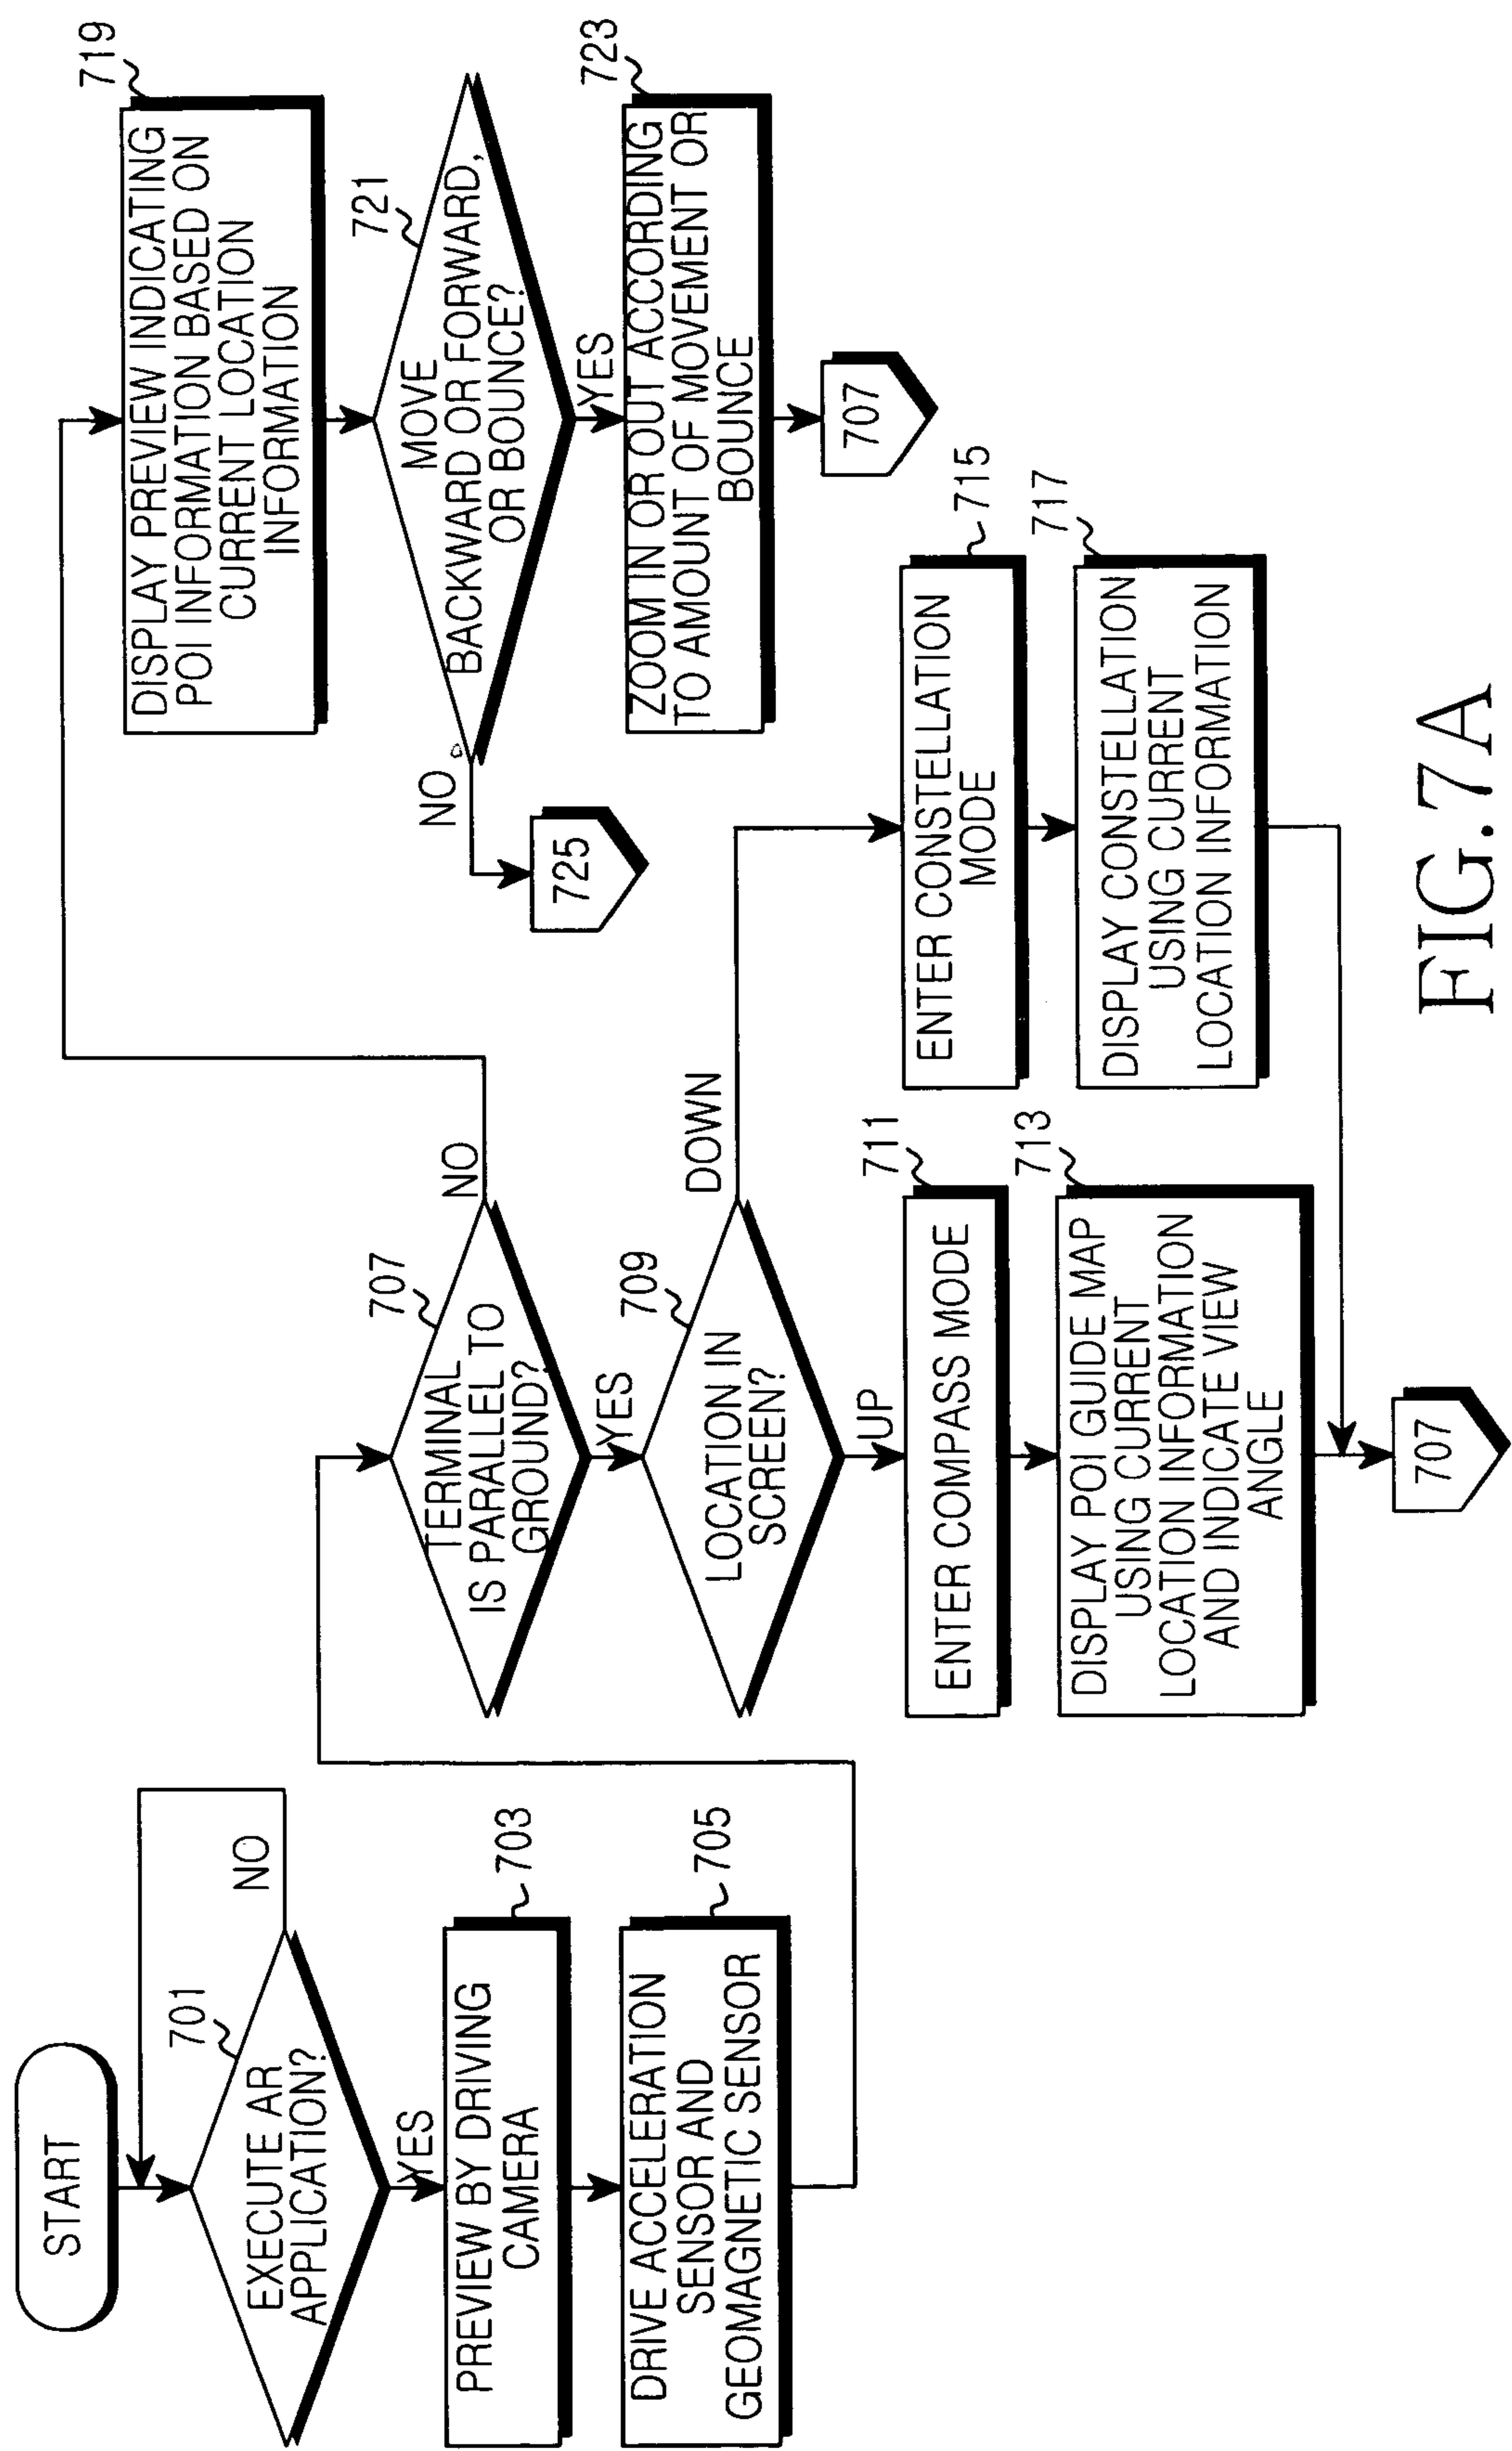 START
701
EXECUTE AR
APPLICATION?
NO
YES
703
PREVIEW BY DRIVING
CAMERA
705
DRIVE ACCELERATION
SENSOR AND
GEOMAGNETIC SENSOR
707
TERMINAL
IS PARALLEL TO
GROUND?
NO
YES
709
LOCATION IN
SCREEN?
DOWN
UP
711
ENTER COMPASS MODE
713
DISPLAY POI GUIDE MAP
USING CURRENT
LOCATION INFORMATION
AND INDICATE VIEW
ANGLE
707
715
ENTER CONSTELLATION
MODE
717
DISPLAY CONSTELLATION
USING CURRENT
LOCATION INFORMATION
719
DISPLAY PREVIEW INDICATING
POI INFORMATION BASED ON
CURRENT LOCATION
INFORMATION
721
MOVE
BACKWARD OR FORWARD,
OR BOUNCE?
NO
725
YES
723
ZOOM IN OR OUT ACCORDING
TO AMOUNT OF MOVEMENT OR
BOUNCE
707
FIG.7A